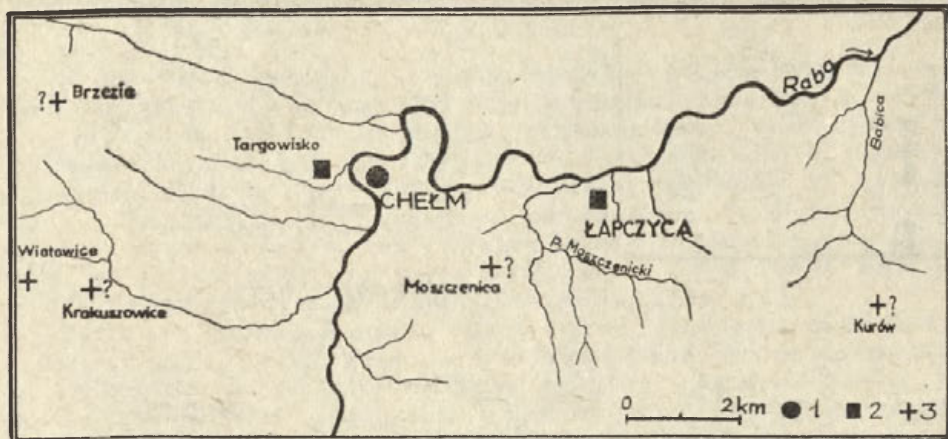 ? + Brzezie
Targowisko
CHEŁM
Raba
Babica
ŁAPCZYCA
Wiatowice
+
+?
Krakuszowice
+?
Moszczenica
P. Moszczenicki
+?
Kurów
0 2km ● 1 ■ 2 + 3